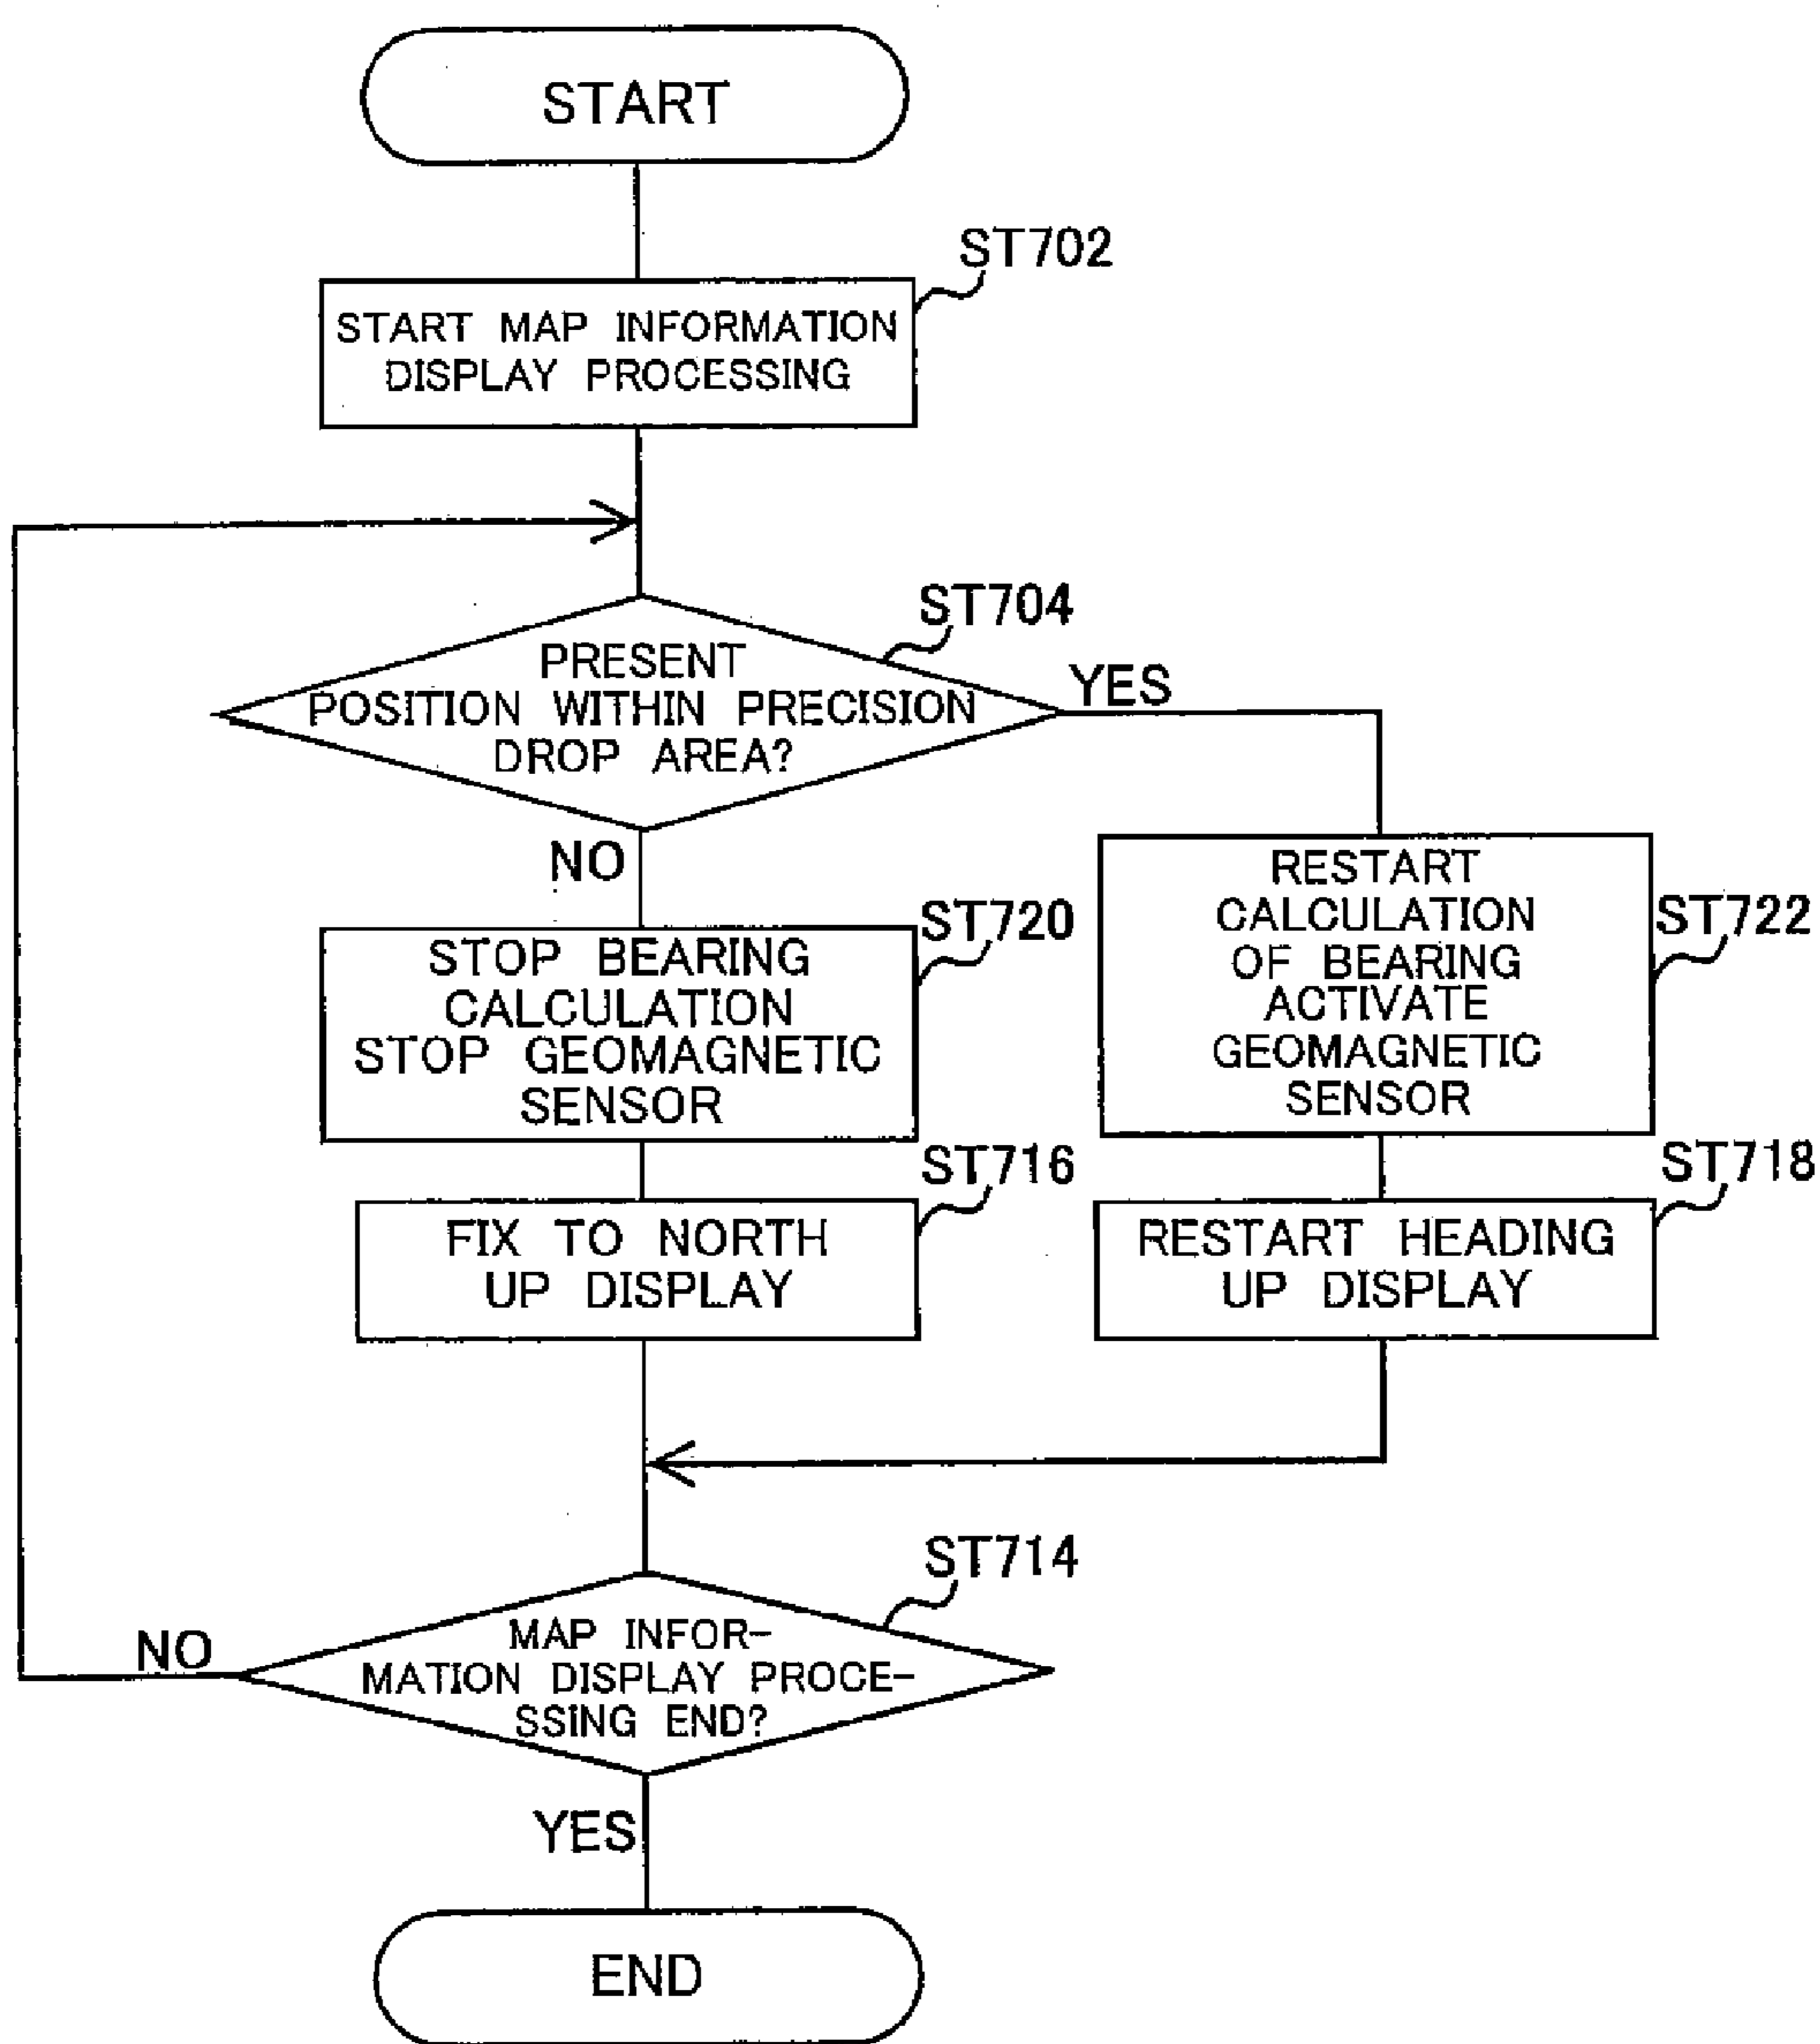 START
ST702
START MAP INFORMATION
DISPLAY PROCESSING
ST704
PRESENT
POSITION WITHIN PRECISION
DROP AREA?
YES
NO
ST720
STOP BEARING
CALCULATION
STOP GEOMAGNETIC
SENSOR
RESTART
CALCULATION
OF BEARING
ACTIVATE
GEOMAGNETIC
SENSOR
ST722
ST716
FIX TO NORTH
UP DISPLAY
ST718
RESTART HEADING
UP DISPLAY
ST714
MAP INFOR-
MATION DISPLAY PROCE-
SSING END?
NO
YES
END